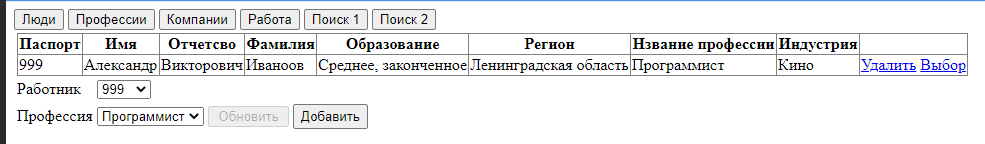 Люди Профессии Компании Работа Поиск 1 Поиск 2
Паспорт Имя Отчетсво Фамилия Образование Регион Нзвание профессии Индустрия
999 Александр Викторович Иваноов Среднее, законченное Ленинградская область Программист Кино Удалить Выбор
Работник 999
Профессия Программист Обновить Добавить